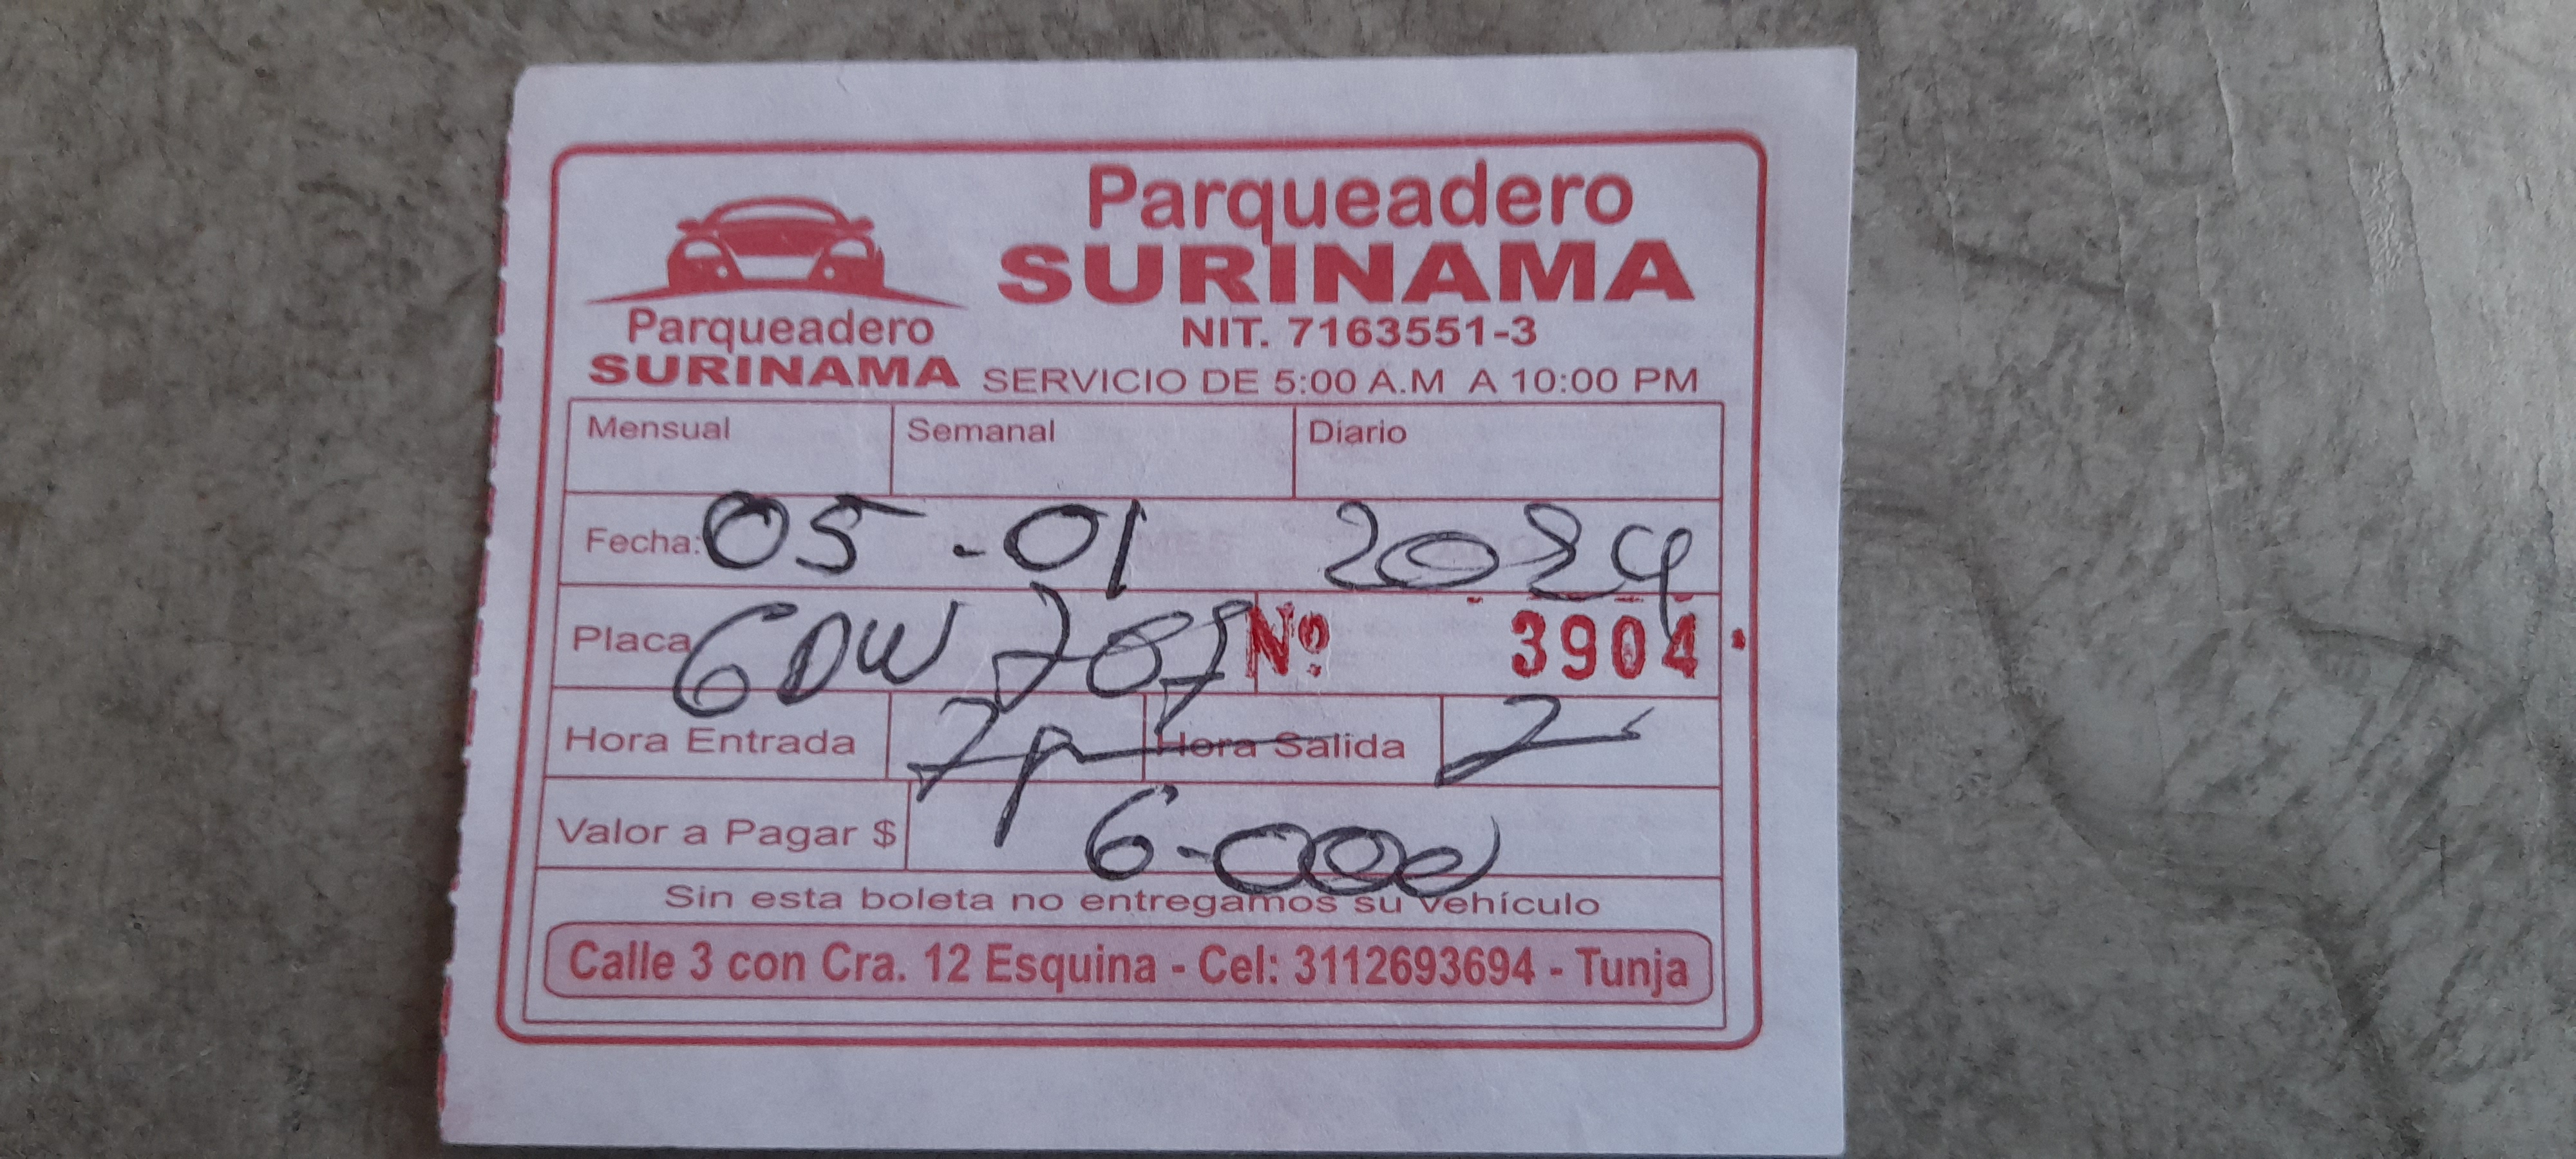 Parqueadero
SURINAMA
Parqueadero
SURINAMA
NIT. 7163551-3
SERVICIO DE 5:00 A.M A 10:00 PM
Mensual Semanal Diario
Fecha: 05-01 2024
Placa GDW 787 Nº 3904
Hora Entrada 7p Hora Salida
Valor a Pagar $ 6.000
Sin esta boleta no entregamos su vehículo
Calle 3 con Cra. 12 Esquina - Cel: 3112693694 - Tunja